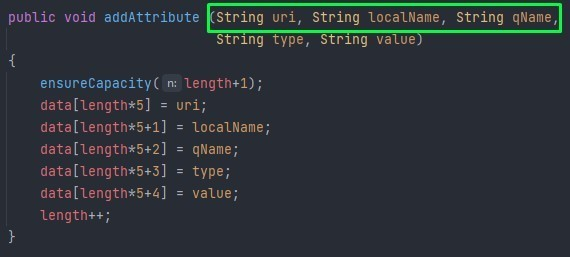 public void addAttribute (String uri, String localName, String qName,
String type, String value)
{
ensureCapacity( n: length+1);
data[length*5] = uri;
data[length*5+1] = localName;
data[length*5+2] = qName;
data[length*5+3] = type;
data[length*5+4] = value;
length++;
}